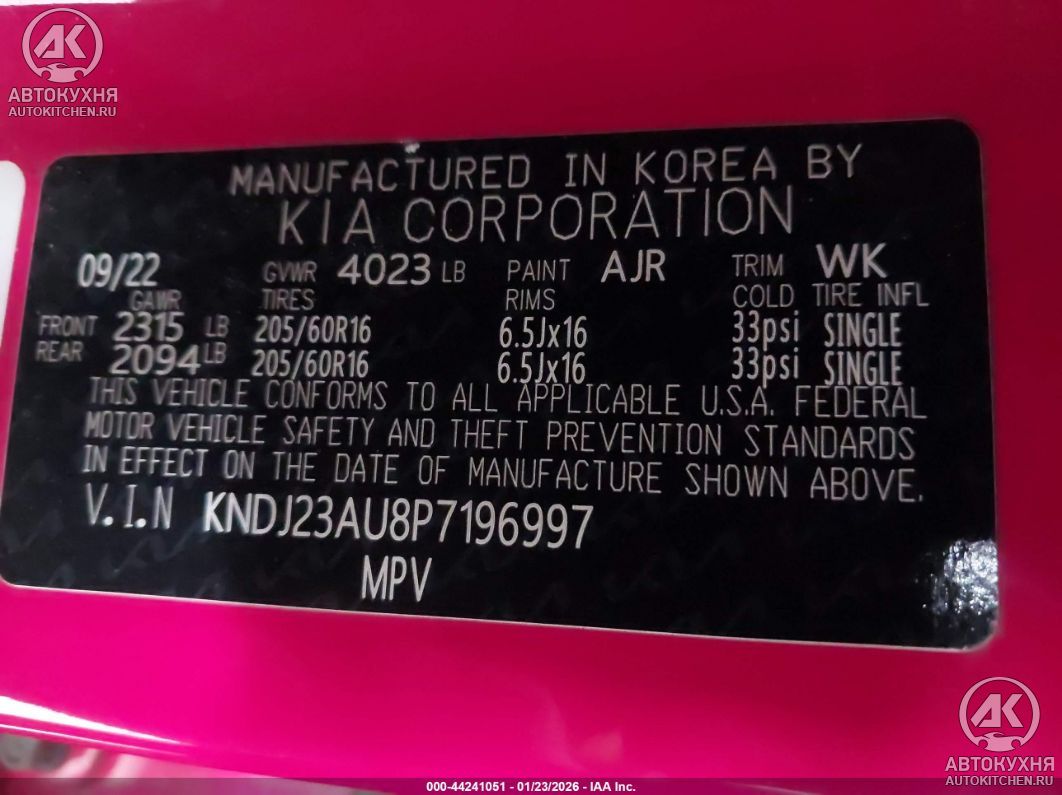 AK
АВТОКУХНЯ
AUTOKITCHEN.RU
MANUFACTURED IN KOREA BY
KIA CORPORATION
09/22 GVWR 4023 LB PAINT AJR TRIM WK
GAWR TIRES RIMS COLD TIRE INFL
FRONT 2315 LB 205/60R16 6.5Jx16 33psi SINGLE
REAR 2094 LB 205/60R16 6.5Jx16 33psi SINGLE
THIS VEHICLE CONFORMS TO ALL APPLICABLE U.S.A. FEDERAL
MOTOR VEHICLE SAFETY AND THEFT PREVENTION STANDARDS
IN EFFECT ON THE DATE OF MANUFACTURE SHOWN ABOVE.
V.I.N KNDJ23AU8P7196997
MPV
AK
АВТОКУХНЯ
AUTOKITCHEN.RU
000-44241051 - 01/23/2026 - IAA Inc.